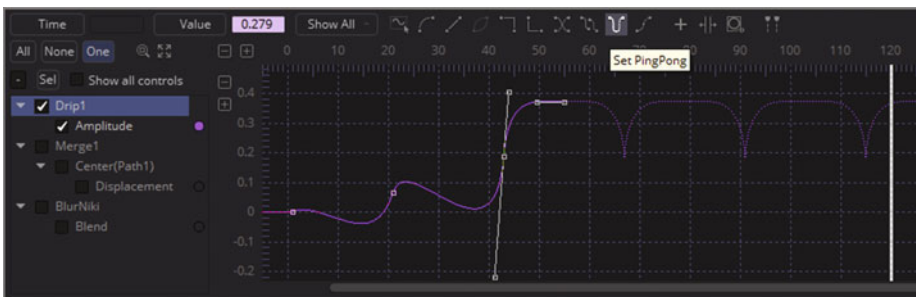 Time Value 0.279 Show All
All None One 0 10 20 30 40 50 60 70 80 90 100 110 120
Set PingPong
- Sel Show all controls
0.4
Drip1
0.3
Amplitude
Merge1
0.2
Center(Path1)
0.1
Displacement
BlurNiki
0
Blend
-0.1
-0.2